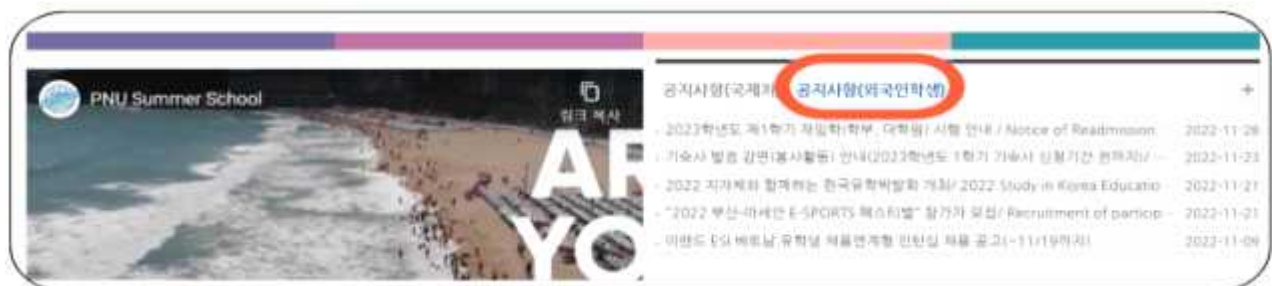 PNU Summer School
링크 복사
AR
YO
공지사항(국제 공지사항(외국인학생) +
2023학년도 제1학기 재입학(학부, 대학원) 시행 안내 / Notice of Readmission 2022-11-28
기숙사 벌점 감면(봉사활동) 안내(2023학년도 1학기 기숙사 신청기간 전까지)/ ··· 2022-11-23
2022 지자체와 함께하는 한국유학박람회 개최/ 2022 Study in Korea Educatio 2022-11-21
"2022 부산-아세안 E-SPORTS 페스티벌" 참가자 모집/ Recruitment of particip 2022-11-21
이랜드 ESI 베트남 유학생 채용연계형 인턴십 채용 공고(~11/19까지) 2022-11-09